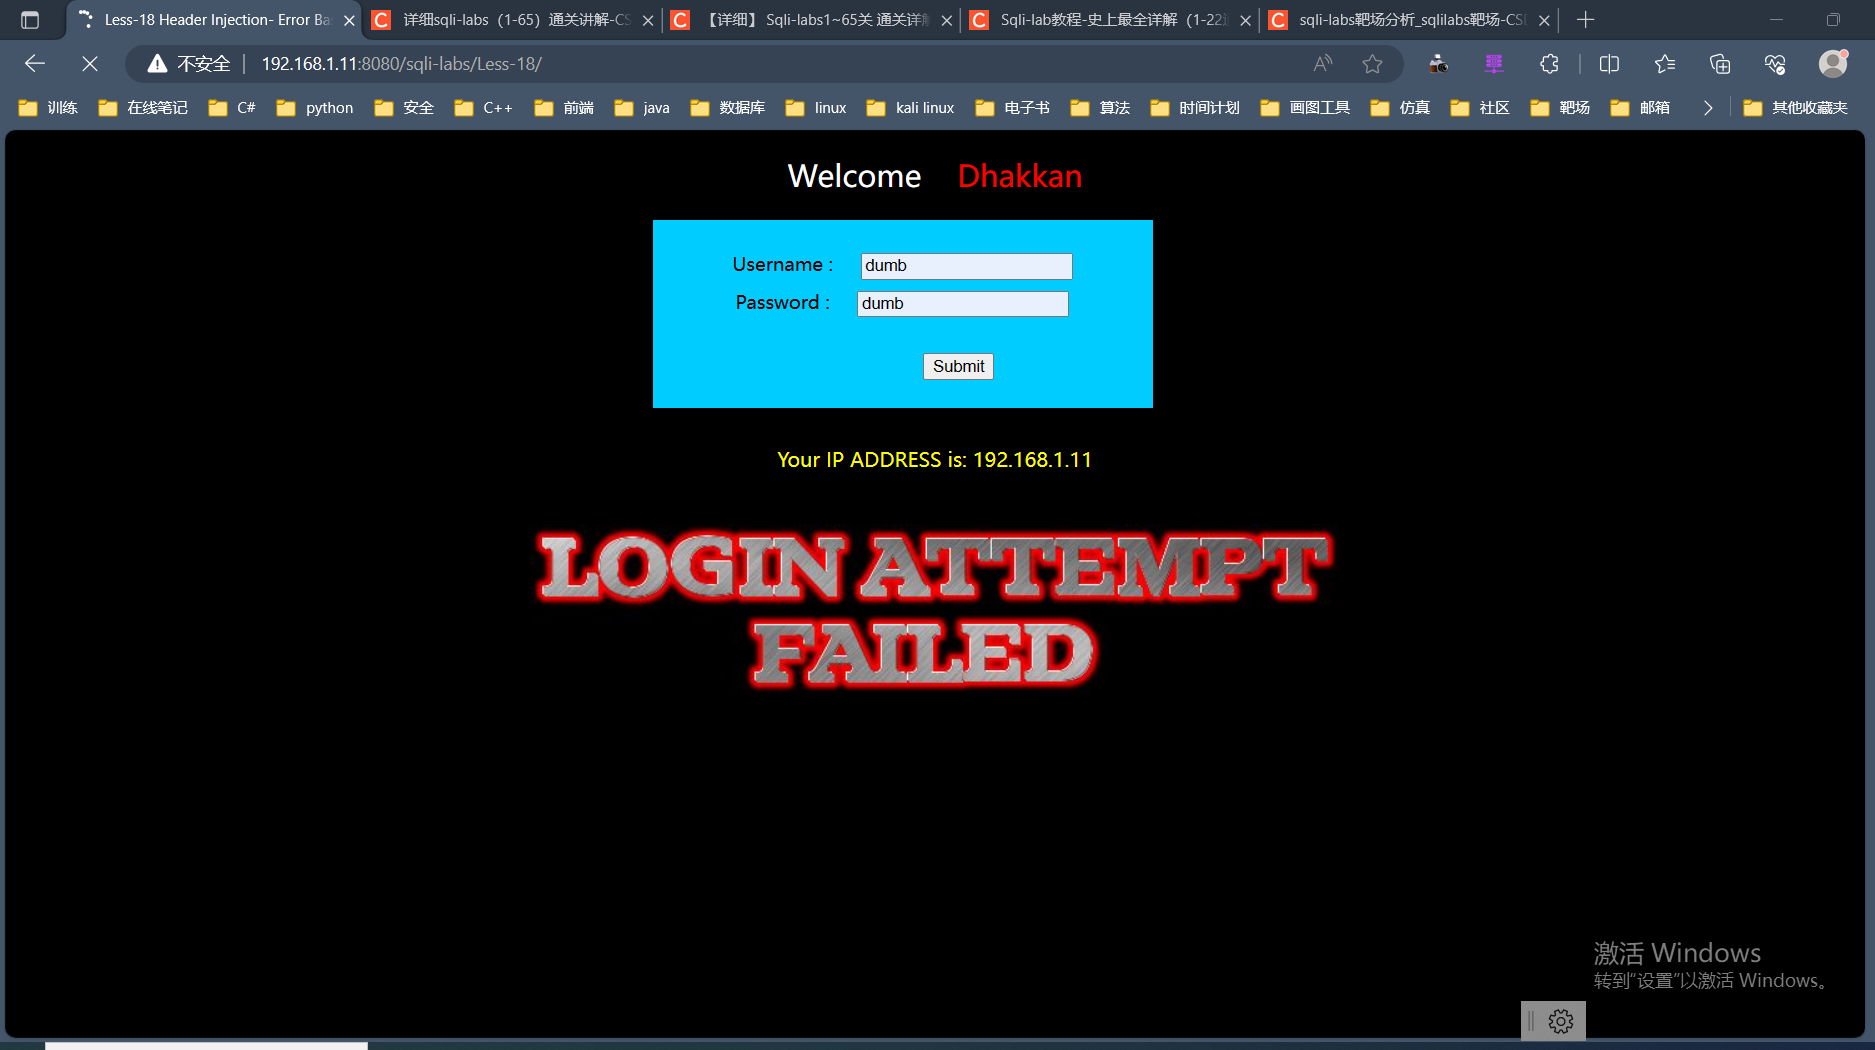 Less-18 Header Injection- Error Ba
详细sqli-labs（1-65）通关讲解-CS
【详细】 Sqli-labs1~65关 通关详解
Sqli-lab教程-史上最全详解（1-22通
sqli-labs靶场分析_sqlilabs靶场-CSD
不安全
192.168.1.11:8080/sqli-labs/Less-18/
训练 在线笔记 C# python 安全 C++ 前端 java 数据库 linux kali linux 电子书 算法 时间计划 画图工具 仿真 社区 靶场 邮箱 其他收藏夹
Welcome Dhakkan
Username : dumb
Password : dumb
Submit
Your IP ADDRESS is: 192.168.1.11
LOGIN ATTEMPT
FAILED
激活 Windows
转到“设置”以激活 Windows。